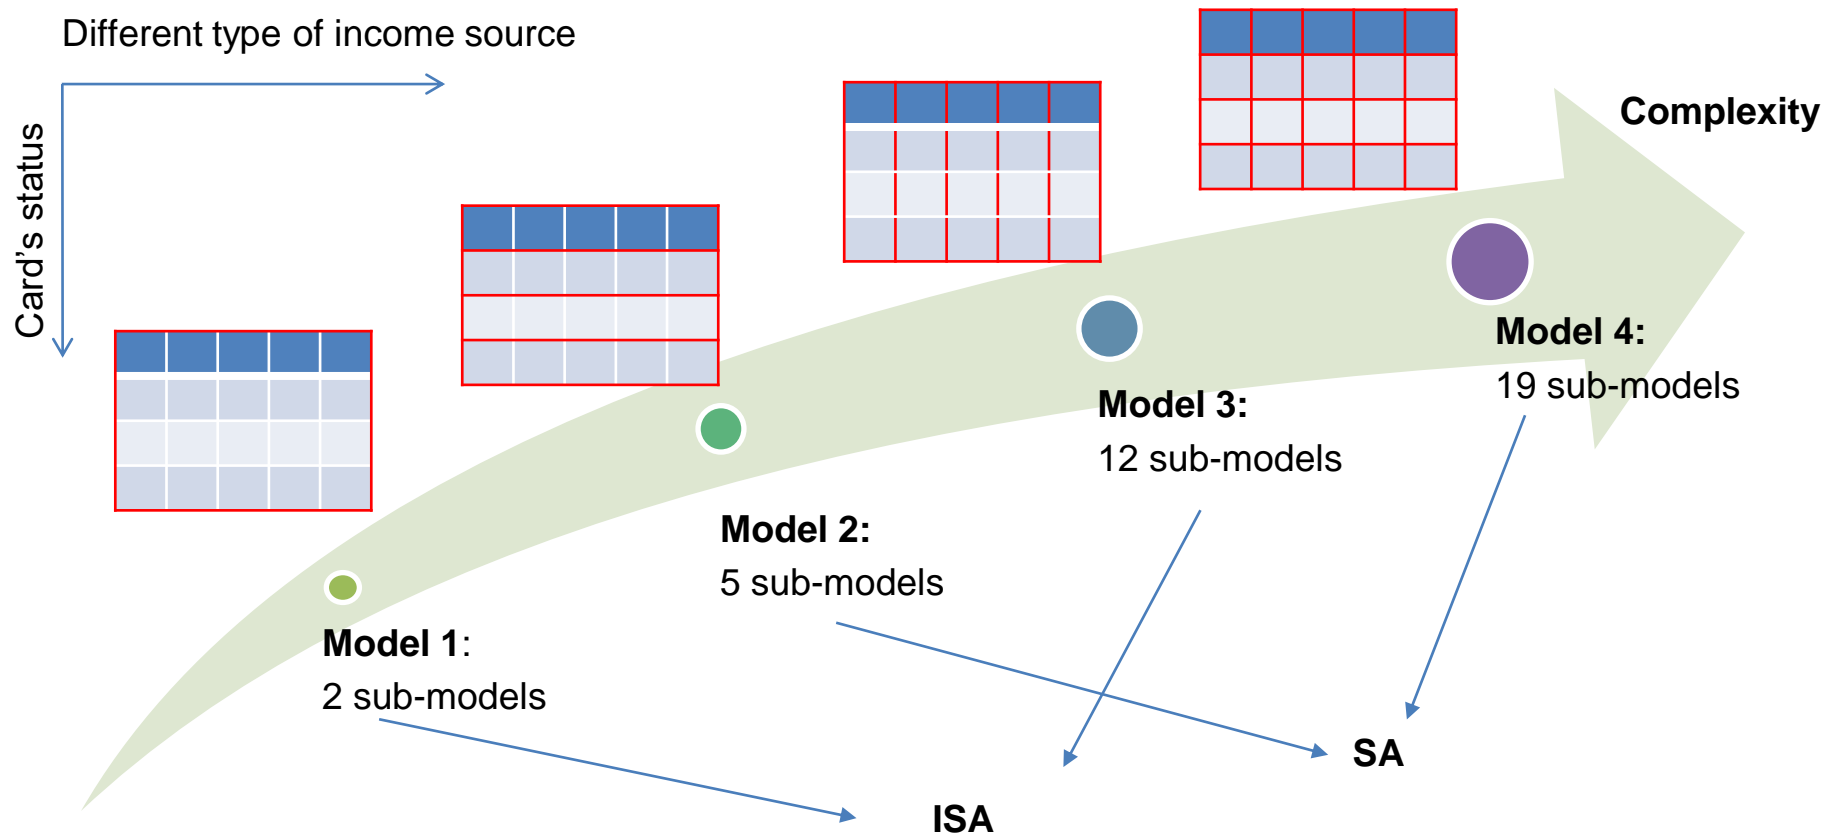 Different type of income source
Card's status
Complexity
Model 1:
2 sub-models
Model 2:
5 sub-models
Model 3:
12 sub-models
Model 4:
19 sub-models
ISA
SA